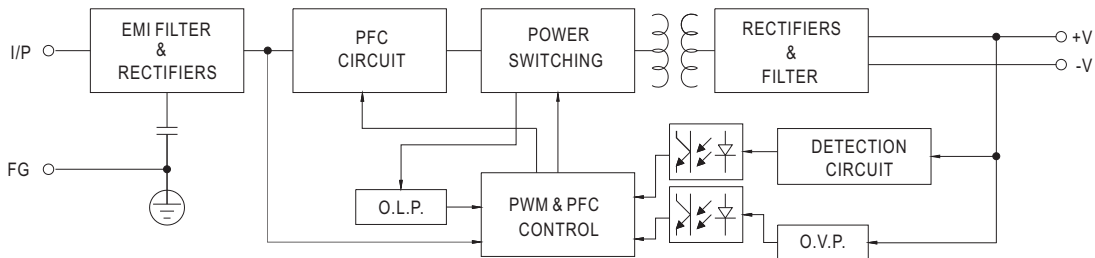 I/P
EMI FILTER
&
RECTIFIERS
PFC
CIRCUIT
POWER
SWITCHING
RECTIFIERS
&
FILTER
+V
-V
FG
O.L.P.
PWM & PFC
CONTROL
DETECTION
CIRCUIT
O.V.P.